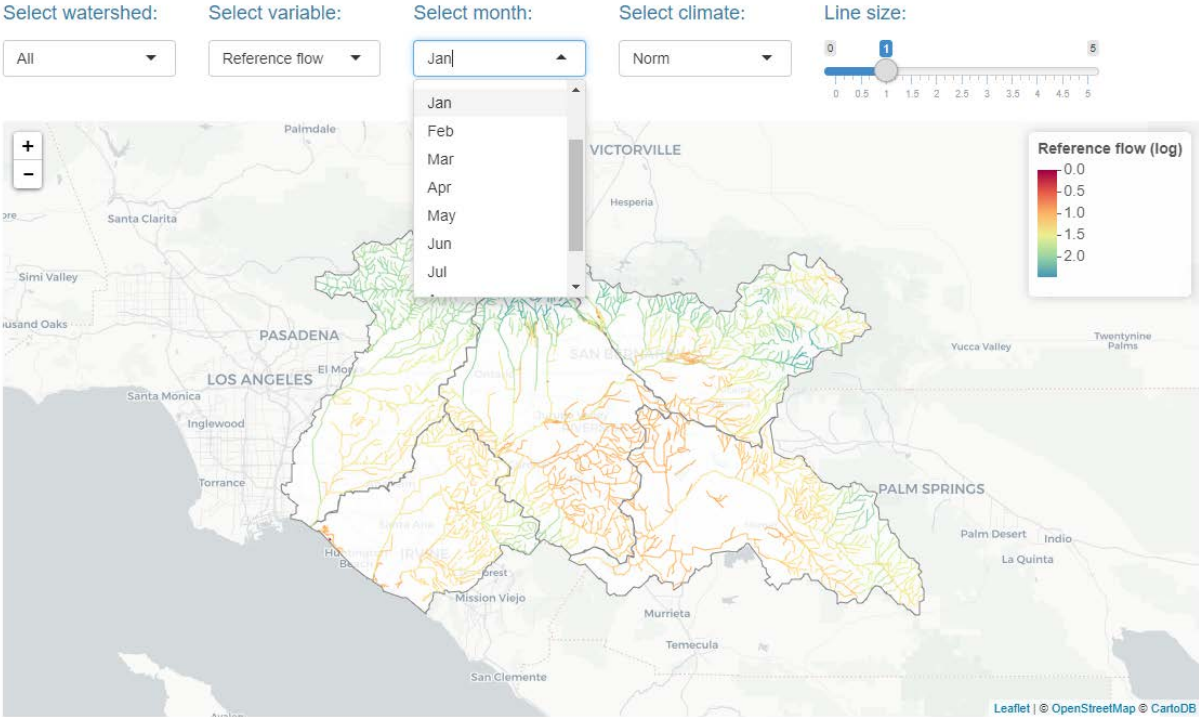 Select watershed:
Select variable:
Select month:
Select climate:
Line size:
All
Reference flow
Jan
Norm
0
1
5
0 0.5 1 1.5 2 2.5 3 3.5 4 4.5 5
Jan
Feb
Mar
Apr
May
Jun
Jul
+
−
Reference flow (log)
0.0
0.5
1.0
1.5
2.0
Palmdale
VICTORVILLE
Hesperia
Santa Clarita
Simi Valley
PASADENA
Yucca Valley
Twentynine
Palms
LOS ANGELES
Santa Monica
Inglewood
Torrance
PALM SPRINGS
Palm Desert
Indio
La Quinta
Santa Ana
IRVINE
Beach
Mission Viejo
Murrieta
Temecula
San Clemente
Leaflet | © OpenStreetMap © CartoDB